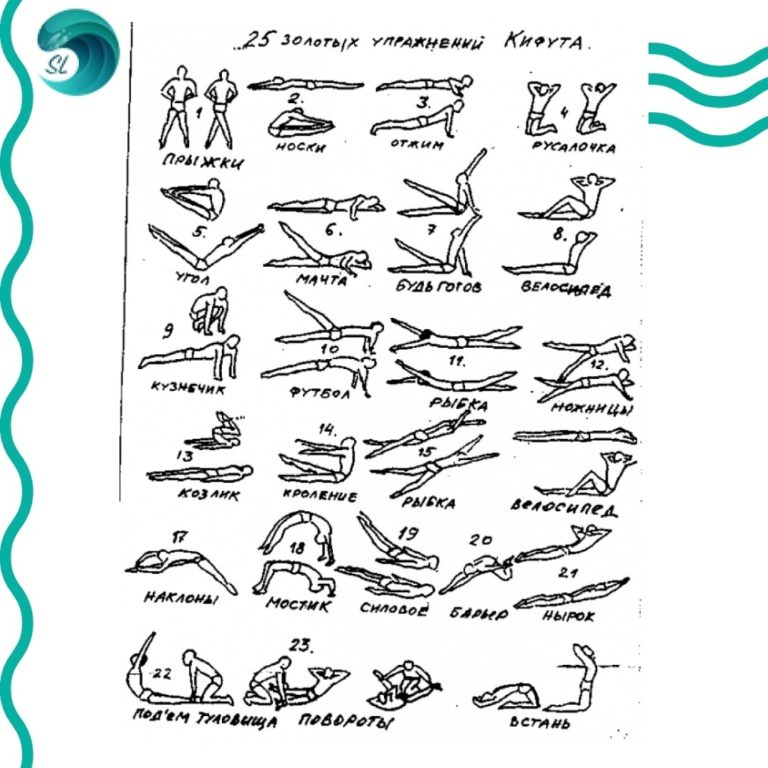 SL
25 ЗОЛОТЫХ УПРАЖНЕНИЙ КИФУТА.
1 2. 3. 4
ПРЫЖКИ НОСКИ ОТЖИМ РУСАЛОЧКА
5. 6. 7 8.
УГОЛ МАЧТА БУДЬ ГОТОВ ВЕЛОСИПЕД
9 10 11. 12.
КУЗНЕЧИК ФУТБОЛ РЫБКА НОЖНИЦЫ
13 14. 15
КОЗЛИК КРОЛЕНИЕ РЫБКА ВЕЛОСИПЕД
17 18 19 20 21
НАКЛОНЫ МОСТИК СИЛОВОЕ БАРЬЕР НЫРОК
22 23.
ПОД'ЕМ ТУЛОВИЩА ПОВОРОТЫ ВСТАНЬ